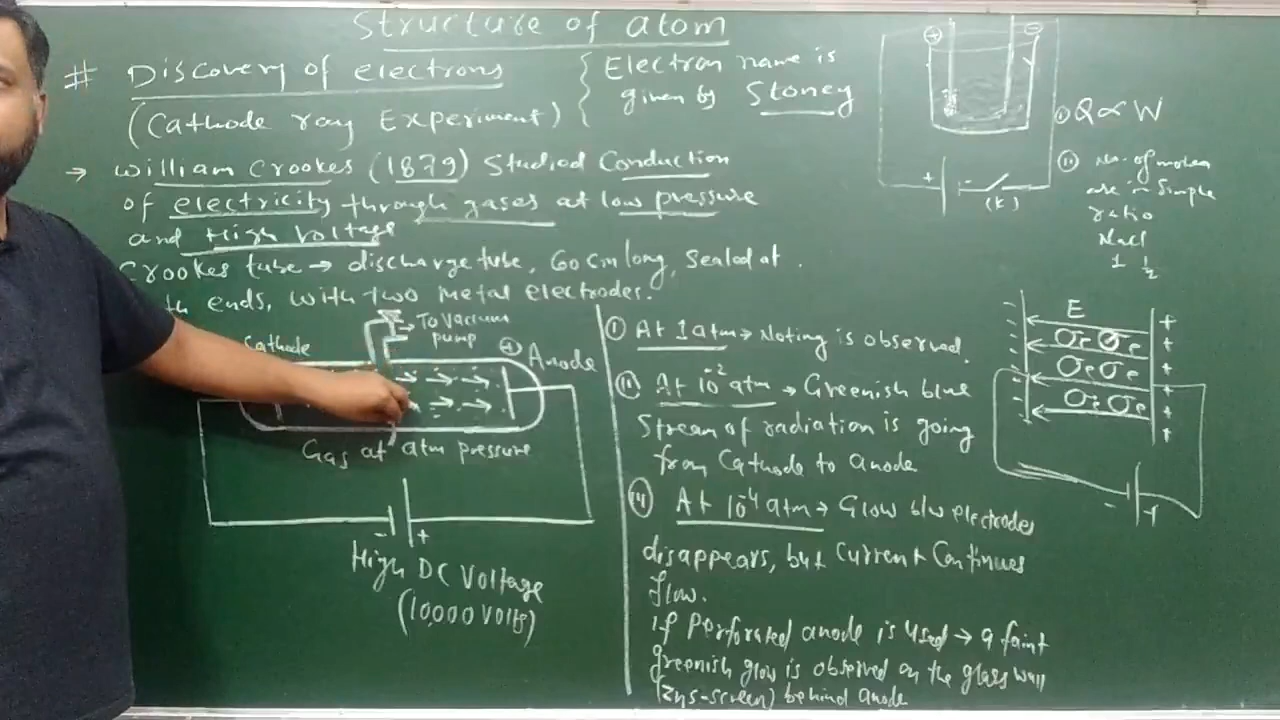 Structure of atom
# Discovery of electrons
(Cathode ray Experiment)
Electron name is
given by Stoney
→ William Crookes (1879) Studied Conduction
of electricity through gases at low pressure
and High Voltage
Crookes tube → discharge tube, 60 cm long, Sealed at
ends, with two metal electrodes.
→ To Vacuum
pump
Cathode
+ Anode
Gas at atm pressure
- +
High DC Voltage
(10,000 Volts)
(i) At 1 atm → Noting is observed.
(ii) At 10⁻² atm → Greenish blue
Stream of radiation is going
from Cathode to anode
At 10⁻⁴ atm → Glow b/w electrodes
disappears, but Current Continues
flow.
if Perforated anode is used → a faint
greenish glow is observed on the glass wall
(ZnS-screen) behind anode
+ -
+ -
(K)
(i) Q ∝ W
(ii) No. of moles
are in Simple
ratio
NaCl
1 1/2
E
- +